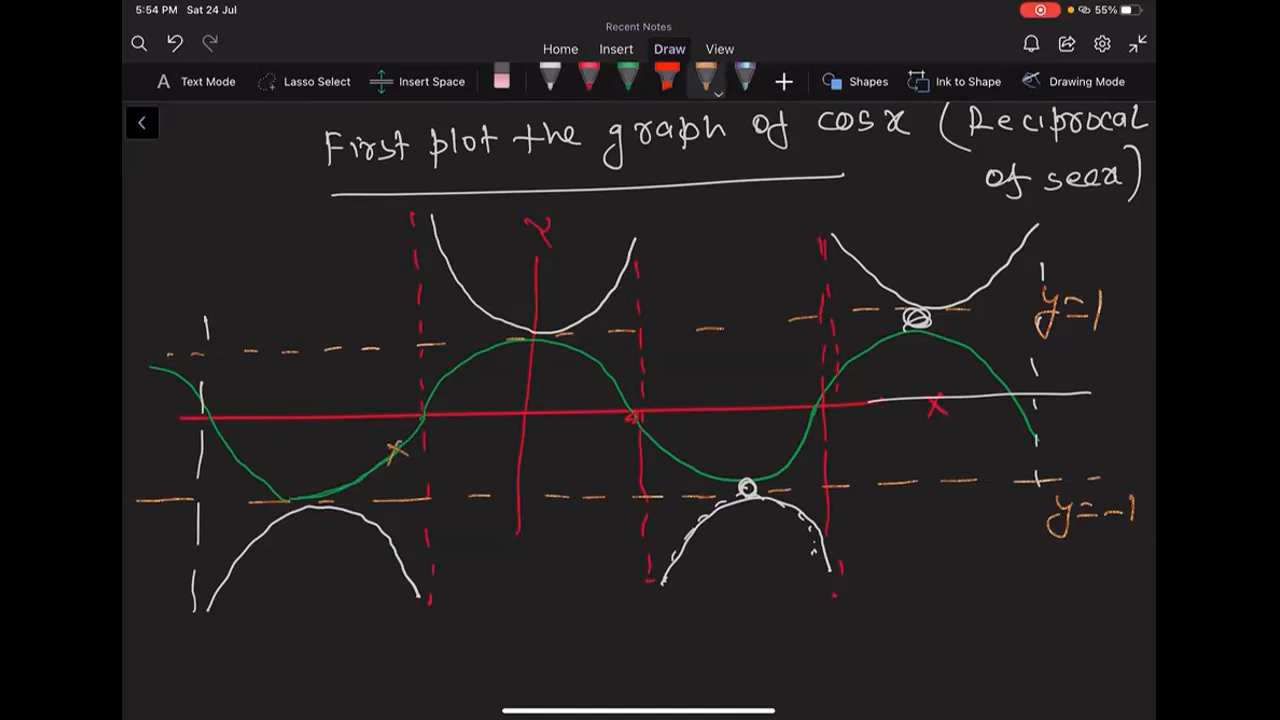 5:54 PM Sat 24 Jul
55%
Recent Notes
Home Insert Draw View
Text Mode Lasso Select Insert Space Shapes Ink to Shape Drawing Mode
First plot the graph of cosx (Reciprocal
of secx)
Y
y=1
X
y=-1